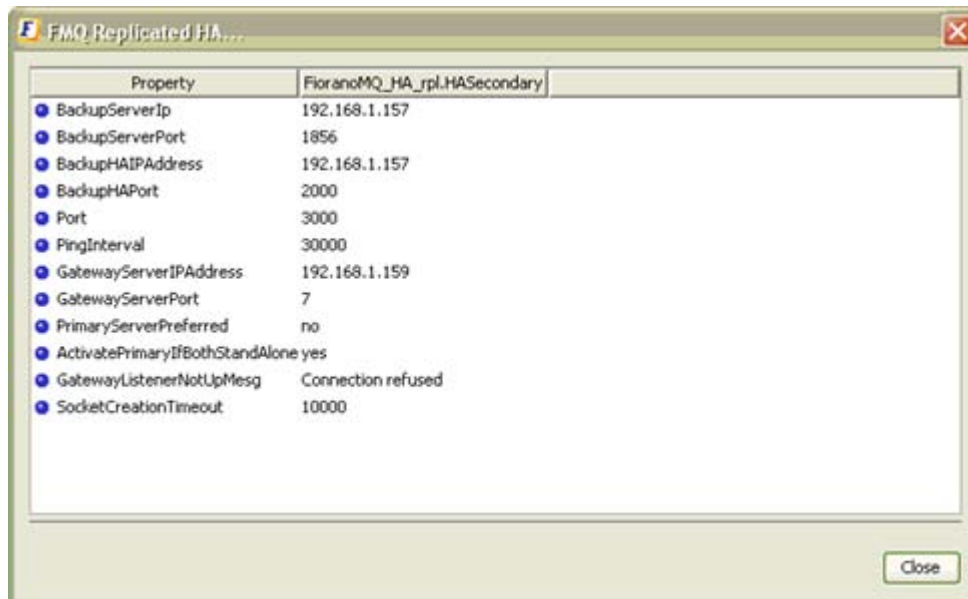 FMQ Replicated HA...
Property FioranoMQ_HA_rpl.HASecondary
BackupServerIp 192.168.1.157
BackupServerPort 1856
BackupHAIPAddress 192.168.1.157
BackupHAPort 2000
Port 3000
PingInterval 30000
GatewayServerIPAddress 192.168.1.159
GatewayServerPort 7
PrimaryServerPreferred no
ActivatePrimaryIfBothStandAlone yes
GatewayListenerNotUpMesg Connection refused
SocketCreationTimeout 10000
Close